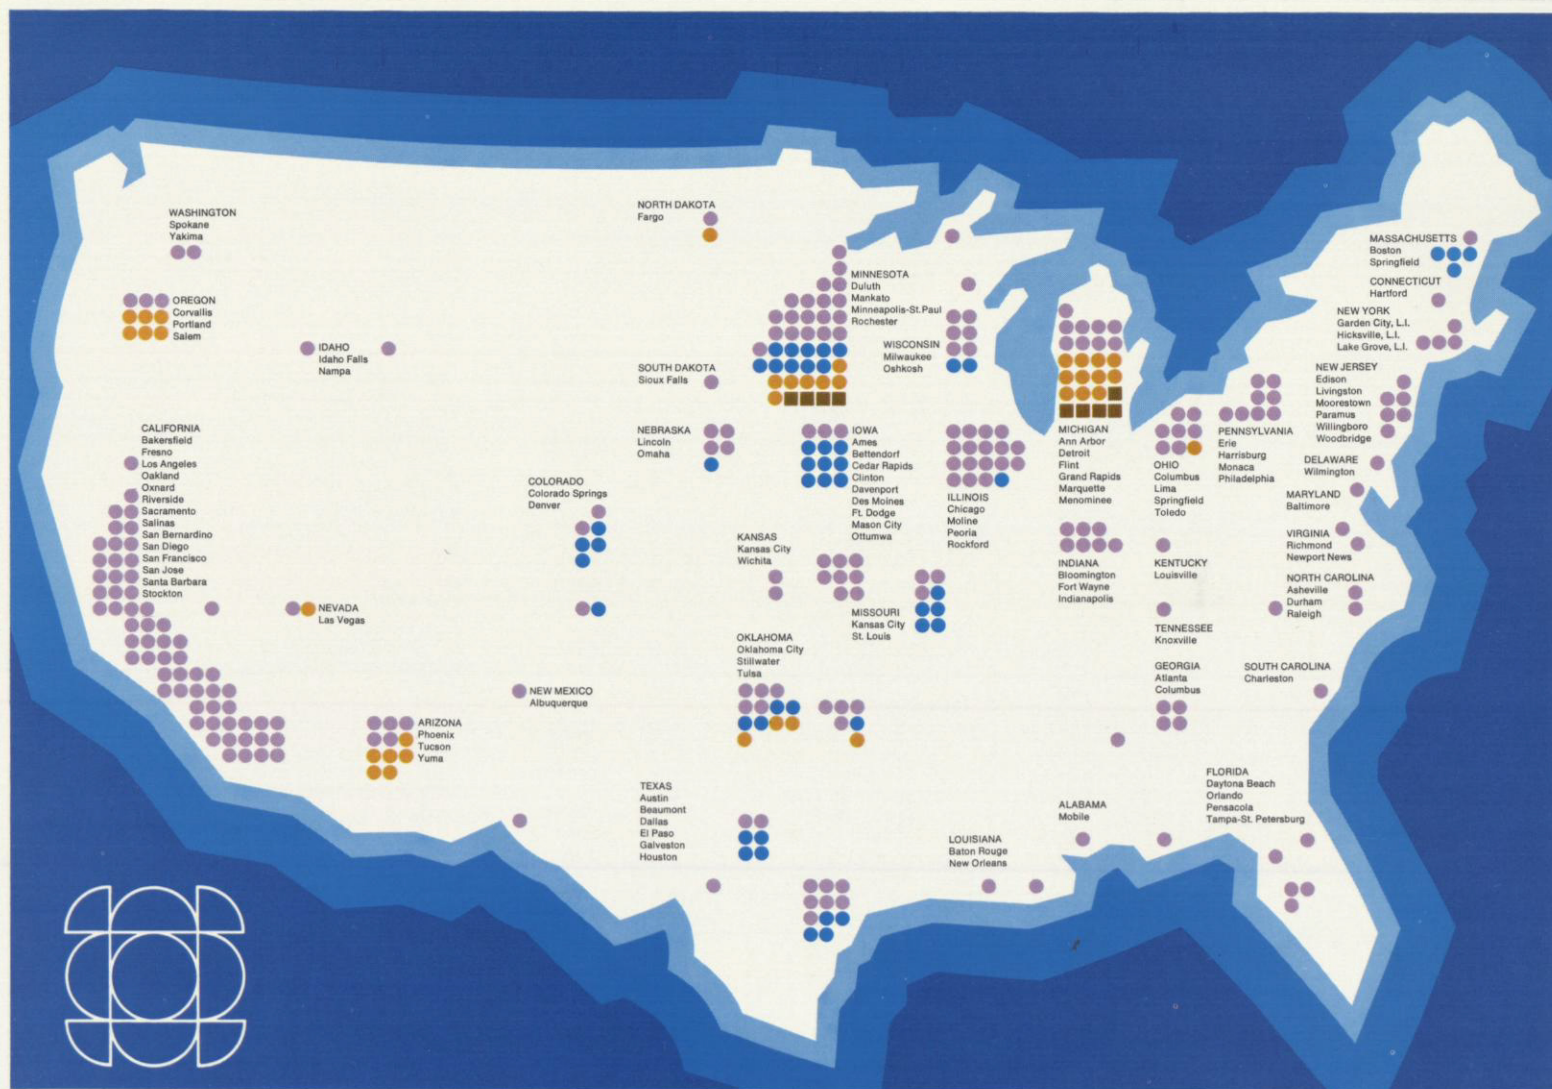 WASHINGTON
Spokane
Yakima
OREGON
Corvallis
Portland
Salem
IDAHO
Idaho Falls
Nampa
CALIFORNIA
Bakersfield
Fresno
Los Angeles
Oakland
Oxnard
Riverside
Sacramento
Salinas
San Bernardino
San Diego
San Francisco
San Jose
Santa Barbara
Stockton
NEVADA
Las Vegas
ARIZONA
Phoenix
Tucson
Yuma
NEW MEXICO
Albuquerque
COLORADO
Colorado Springs
Denver
NORTH DAKOTA
Fargo
SOUTH DAKOTA
Sioux Falls
NEBRASKA
Lincoln
Omaha
KANSAS
Kansas City
Wichita
OKLAHOMA
Oklahoma City
Stillwater
Tulsa
TEXAS
Austin
Beaumont
Dallas
El Paso
Galveston
Houston
MINNESOTA
Duluth
Mankato
Minneapolis-St.Paul
Rochester
WISCONSIN
Milwaukee
Oshkosh
IOWA
Ames
Bettendorf
Cedar Rapids
Clinton
Davenport
Des Moines
Ft. Dodge
Mason City
Ottumwa
ILLINOIS
Chicago
Moline
Peoria
Rockford
MISSOURI
Kansas City
St. Louis
LOUISIANA
Baton Rouge
New Orleans
MICHIGAN
Ann Arbor
Detroit
Flint
Grand Rapids
Marquette
Menominee
INDIANA
Bloomington
Fort Wayne
Indianapolis
OHIO
Columbus
Lima
Springfield
Toledo
KENTUCKY
Louisville
TENNESSEE
Knoxville
GEORGIA
Atlanta
Columbus
ALABAMA
Mobile
FLORIDA
Daytona Beach
Orlando
Pensacola
Tampa-St. Petersburg
SOUTH CAROLINA
Charleston
NORTH CAROLINA
Asheville
Durham
Raleigh
VIRGINIA
Richmond
Newport News
MARYLAND
Baltimore
DELAWARE
Wilmington
PENNSYLVANIA
Erie
Harrisburg
Monaca
Philadelphia
NEW JERSEY
Edison
Livingston
Moorestown
Paramus
Willingboro
Woodbridge
NEW YORK
Garden City, L.I.
Hicksville, L.I.
Lake Grove, L.I.
CONNECTICUT
Hartford
MASSACHUSETTS
Boston
Springfield